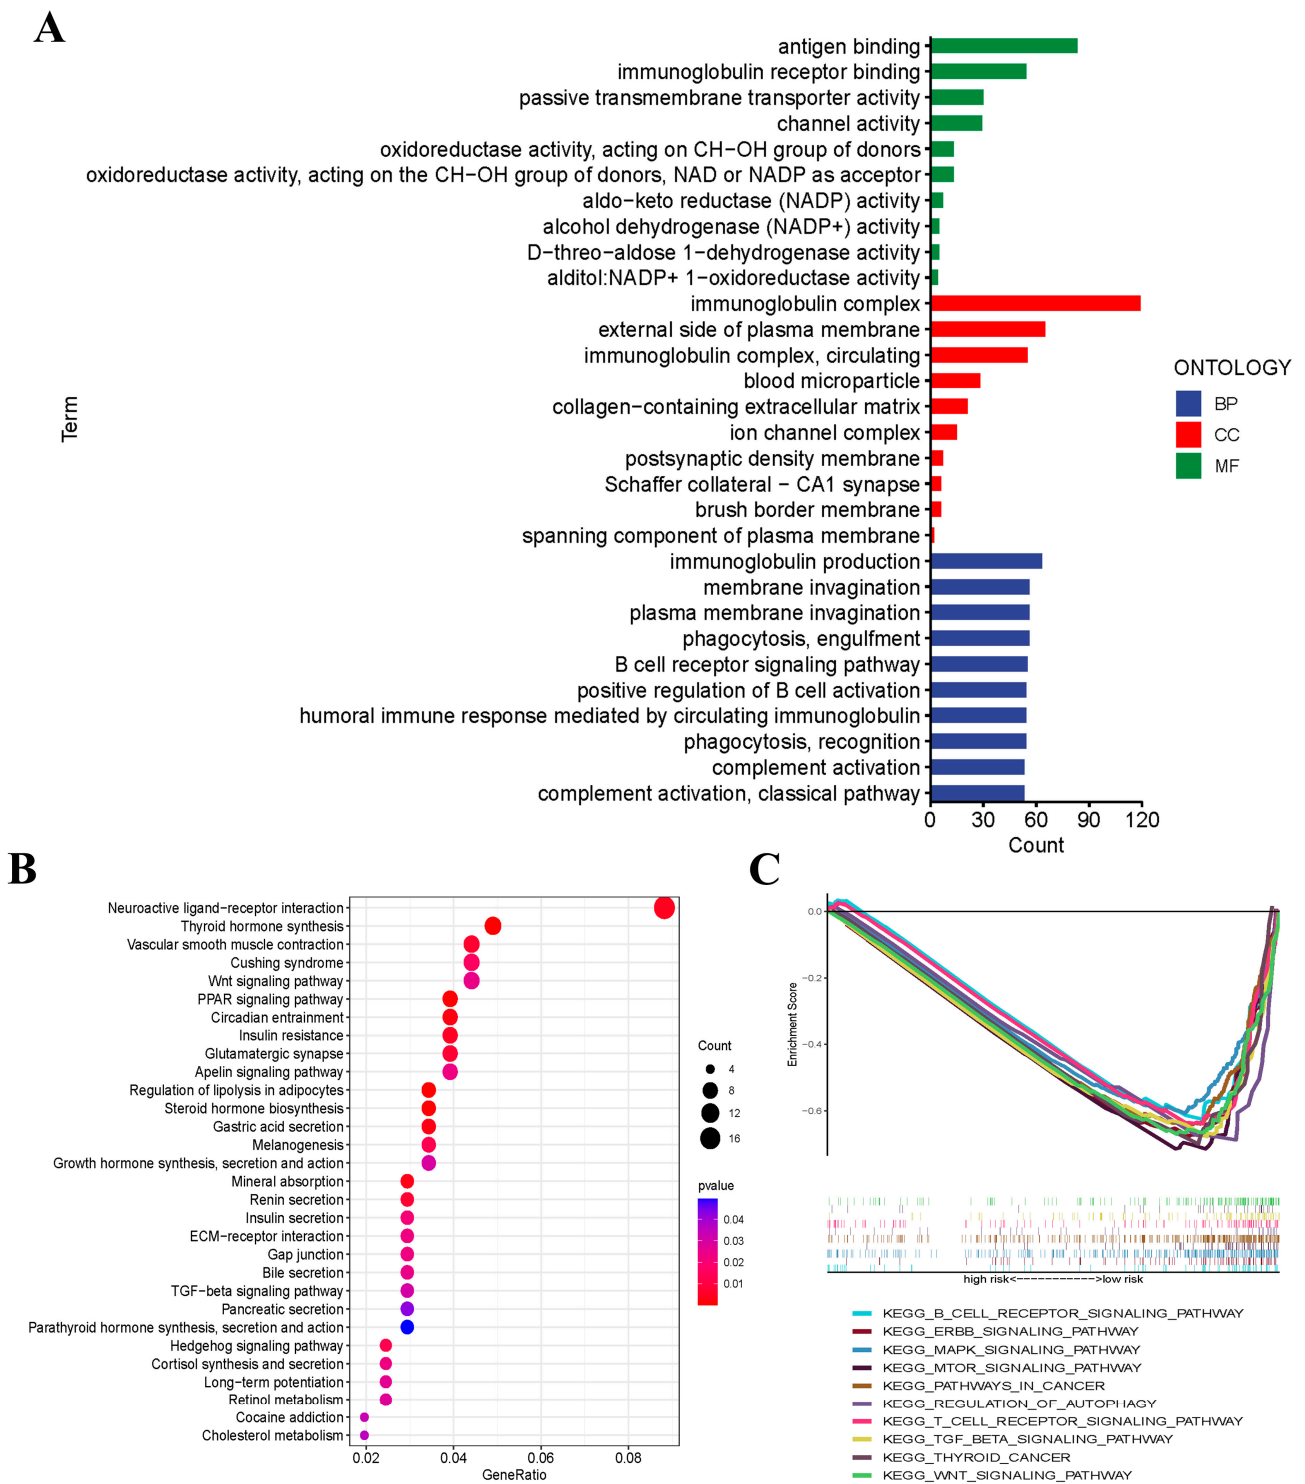 A
antigen binding
immunoglobulin receptor binding
passive transmembrane transporter activity
channel activity
oxidoreductase activity, acting on CH−OH group of donors
oxidoreductase activity, acting on the CH−OH group of donors, NAD or NADP as acceptor
aldo−keto reductase (NADP) activity
alcohol dehydrogenase (NADP+) activity
D−threo−aldose 1−dehydrogenase activity
alditol:NADP+ 1−oxidoreductase activity
immunoglobulin complex
external side of plasma membrane
immunoglobulin complex, circulating
blood microparticle
collagen−containing extracellular matrix
ion channel complex
postsynaptic density membrane
Schaffer collateral − CA1 synapse
brush border membrane
spanning component of plasma membrane
immunoglobulin production
membrane invagination
plasma membrane invagination
phagocytosis, engulfment
B cell receptor signaling pathway
positive regulation of B cell activation
humoral immune response mediated by circulating immunoglobulin
phagocytosis, recognition
complement activation
complement activation, classical pathway
Term
0 30 60 90 120
Count
ONTOLOGY
BP
CC
MF
B
Neuroactive ligand−receptor interaction
Thyroid hormone synthesis
Vascular smooth muscle contraction
Cushing syndrome
Wnt signaling pathway
PPAR signaling pathway
Circadian entrainment
Insulin resistance
Glutamatergic synapse
Apelin signaling pathway
Regulation of lipolysis in adipocytes
Steroid hormone biosynthesis
Gastric acid secretion
Melanogenesis
Growth hormone synthesis, secretion and action
Mineral absorption
Renin secretion
Insulin secretion
ECM−receptor interaction
Gap junction
Bile secretion
TGF−beta signaling pathway
Pancreatic secretion
Parathyroid hormone synthesis, secretion and action
Hedgehog signaling pathway
Cortisol synthesis and secretion
Long−term potentiation
Retinol metabolism
Cocaine addiction
Cholesterol metabolism
0.02 0.04 0.06 0.08
GeneRatio
Count
4
8
12
16
pvalue
0.04
0.03
0.02
0.01
C
0.0
−0.2
−0.4
−0.6
Enrichment Score
high risk<−−−−−−−−−−−>low risk
KEGG_B_CELL_RECEPTOR_SIGNALING_PATHWAY
KEGG_ERBB_SIGNALING_PATHWAY
KEGG_MAPK_SIGNALING_PATHWAY
KEGG_MTOR_SIGNALING_PATHWAY
KEGG_PATHWAYS_IN_CANCER
KEGG_REGULATION_OF_AUTOPHAGY
KEGG_T_CELL_RECEPTOR_SIGNALING_PATHWAY
KEGG_TGF_BETA_SIGNALING_PATHWAY
KEGG_THYROID_CANCER
KEGG_WNT_SIGNALING_PATHWAY